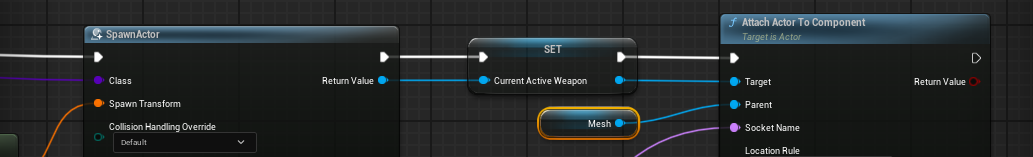 SpawnActor
Class
Return Value
Spawn Transform
Collision Handling Override
Default
SET
Current Active Weapon
Mesh
Attach Actor To Component
Target is Actor
Target
Return Value
Parent
Socket Name
Location Rule